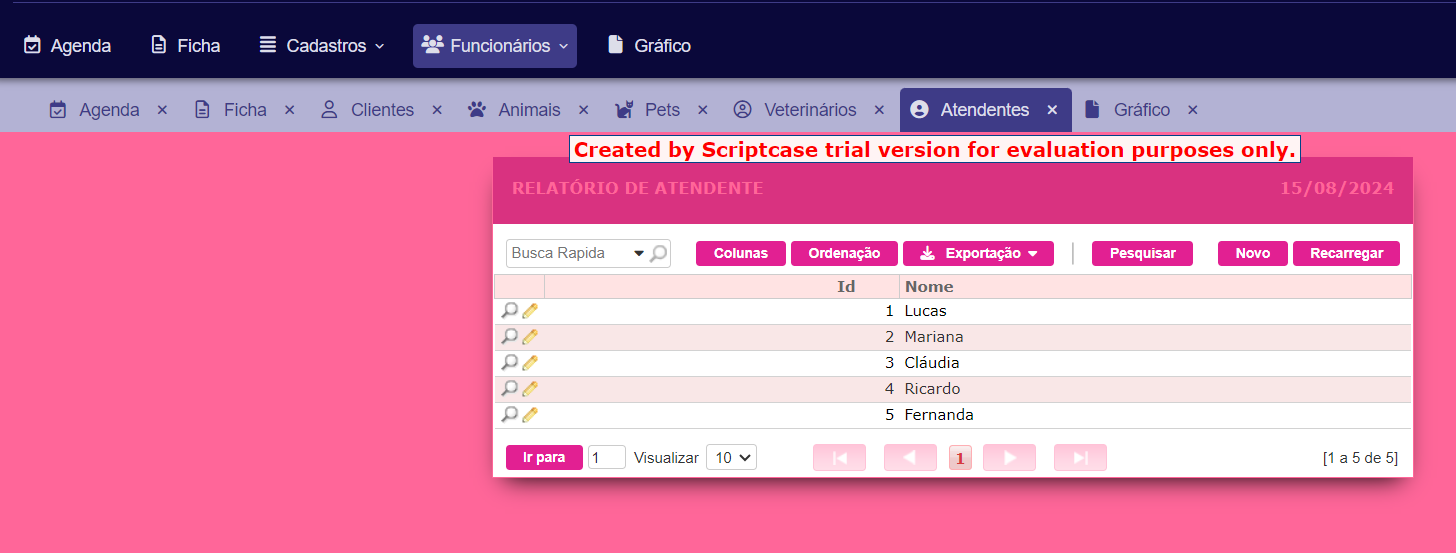 Agenda Ficha Cadastros Funcionários Gráfico
Agenda × Ficha × Clientes × Animais × Pets × Veterinários × Atendentes × Gráfico ×
Created by Scriptcase trial version for evaluation purposes only.
RELATÓRIO DE ATENDENTE 15/08/2024
Busca Rapida Colunas Ordenação Exportação Pesquisar Novo Recarregar
Id Nome
1 Lucas
2 Mariana
3 Cláudia
4 Ricardo
5 Fernanda
Ir para 1 Visualizar 10 1 [1 a 5 de 5]